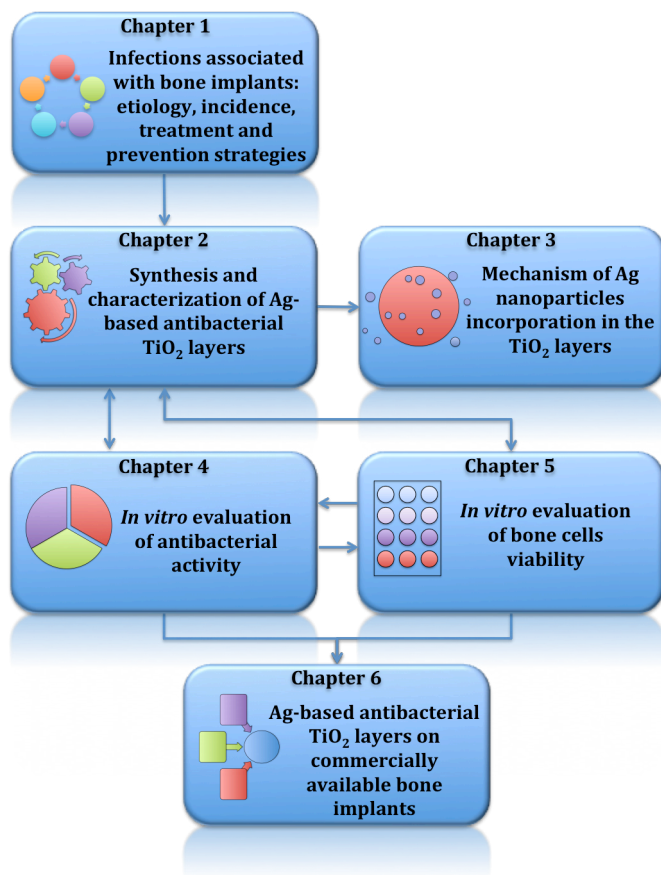 Chapter 1
Infections associated
with bone implants:
etiology, incidence,
treatment and
prevention strategies
Chapter 2
Synthesis and
characterization of Ag-
based antibacterial
TiO₂ layers
Chapter 3
Mechanism of Ag
nanoparticles
incorporation in the
TiO₂ layers
Chapter 4
In vitro evaluation
of antibacterial
activity
Chapter 5
In vitro evaluation
of bone cells
viability
Chapter 6
Ag-based antibacterial
TiO₂ layers on
commercially
available bone
implants